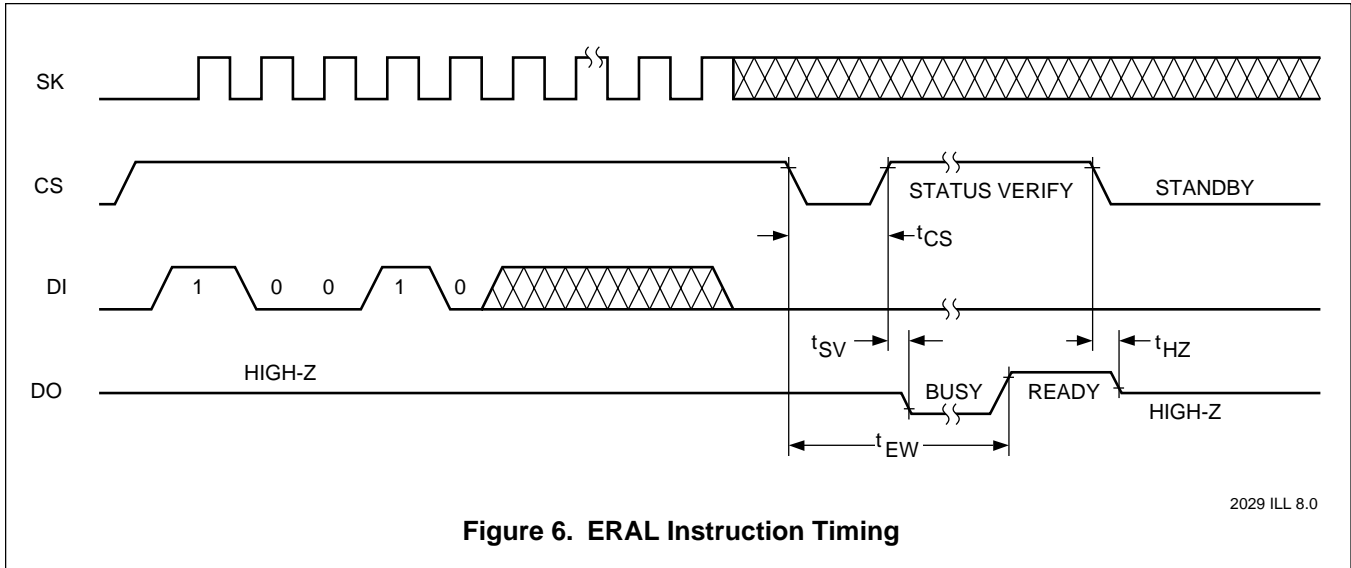 SK
CS
STATUS VERIFY
STANDBY
tCS
DI
1 0 0 1 0
tSV
tHZ
DO
HIGH-Z
BUSY
READY
HIGH-Z
tEW
2029 ILL 8.0
Figure 6. ERAL Instruction Timing